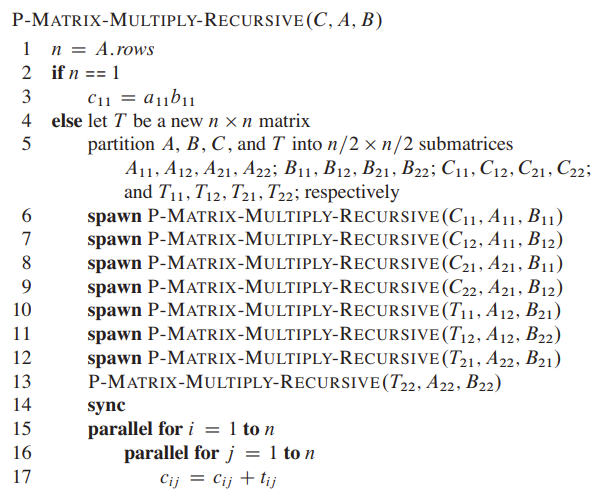 P-MATRIX-MULTIPLY-RECURSIVE(C, A, B)
1 n = A.rows
2 if n == 1
3 c₁₁ = a₁₁b₁₁
4 else let T be a new n × n matrix
5 partition A, B, C, and T into n/2 × n/2 submatrices
A₁₁, A₁₂, A₂₁, A₂₂; B₁₁, B₁₂, B₂₁, B₂₂; C₁₁, C₁₂, C₂₁, C₂₂;
and T₁₁, T₁₂, T₂₁, T₂₂; respectively
6 spawn P-MATRIX-MULTIPLY-RECURSIVE(C₁₁, A₁₁, B₁₁)
7 spawn P-MATRIX-MULTIPLY-RECURSIVE(C₁₂, A₁₁, B₁₂)
8 spawn P-MATRIX-MULTIPLY-RECURSIVE(C₂₁, A₂₁, B₁₁)
9 spawn P-MATRIX-MULTIPLY-RECURSIVE(C₂₂, A₂₁, B₁₂)
10 spawn P-MATRIX-MULTIPLY-RECURSIVE(T₁₁, A₁₂, B₂₁)
11 spawn P-MATRIX-MULTIPLY-RECURSIVE(T₁₂, A₁₂, B₂₂)
12 spawn P-MATRIX-MULTIPLY-RECURSIVE(T₂₁, A₂₂, B₂₁)
13 P-MATRIX-MULTIPLY-RECURSIVE(T₂₂, A₂₂, B₂₂)
14 sync
15 parallel for i = 1 to n
16 parallel for j = 1 to n
17 cᵢⱼ = cᵢⱼ + tᵢⱼ